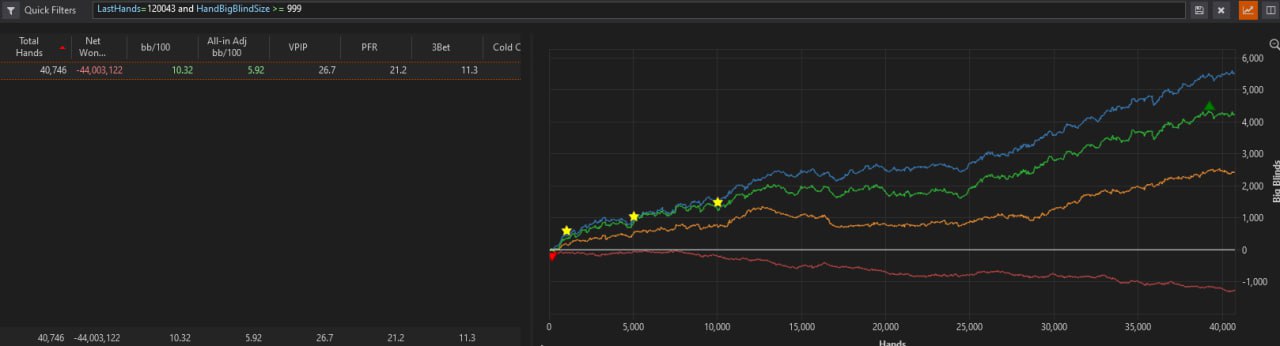 Quick Filters
LastHands=120043 and HandBigBlindSize >= 999
Total Hands
Net Won...
bb/100
All-in Adj bb/100
VPIP
PFR
3Bet
Cold C
40,746 -44,003,122 10.32 5.92 26.7 21.2 11.3
40,746 -44,003,122 10.32 5.92 26.7 21.2 11.3
6,000
5,000
4,000
3,000
2,000
1,000
0
-1,000
Big Blinds
0 5,000 10,000 15,000 20,000 25,000 30,000 35,000 40,000
Hands